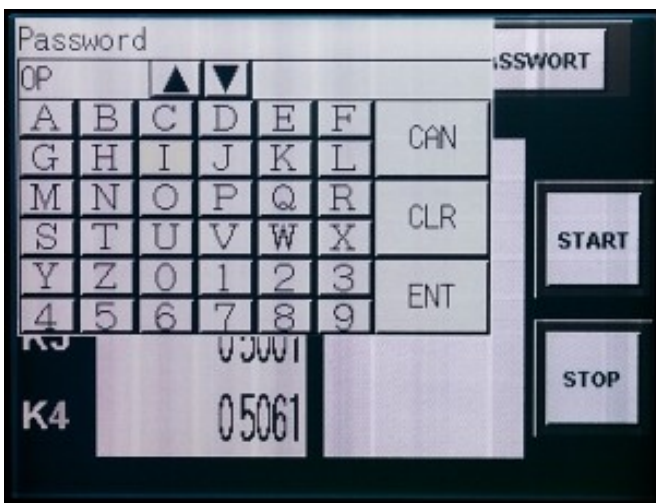 Password
OP ▲ ▼
SSWORT
A B C D E F CAN
G H I J K L
M N O P Q R CLR
S T U V W X
START
Y Z 0 1 2 3 ENT
4 5 6 7 8 9
STOP
K4 05061